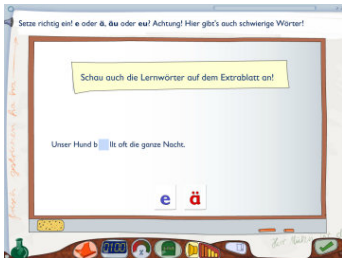 Setze richtig ein! e oder ä, äu oder eu? Achtung! Hier gibt's auch schwierige Wörter!
Schau auch die Lernwörter auf dem Extrablatt an!
Unser Hund b llt oft die ganze Nacht.
e ä